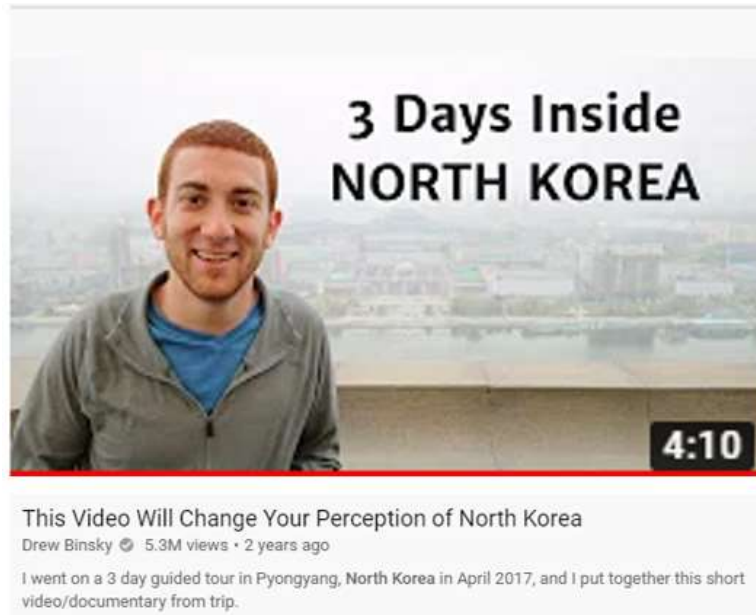 3 Days Inside
NORTH KOREA
4:10
This Video Will Change Your Perception of North Korea
Drew Binsky 5.3M views • 2 years ago
I went on a 3 day guided tour in Pyongyang, North Korea in April 2017, and I put together this short
video/documentary from trip.